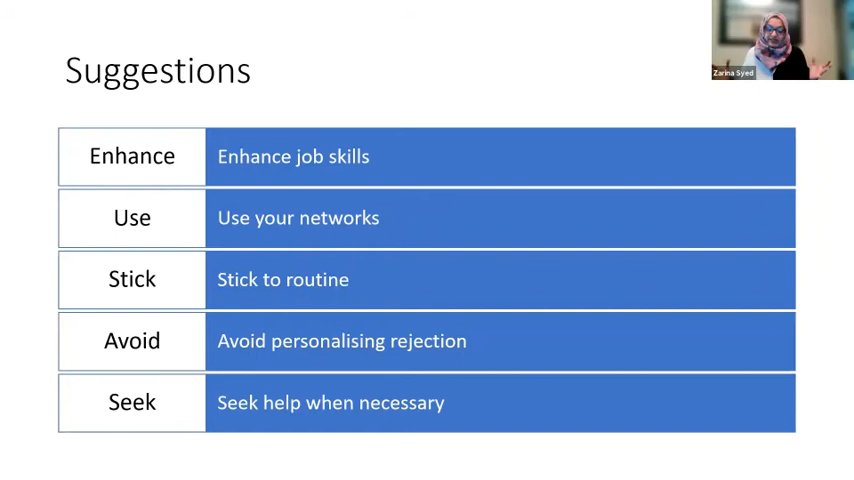 Zarina Syed
Suggestions
Enhance
Enhance job skills
Use
Use your networks
Stick
Stick to routine
Avoid
Avoid personalising rejection
Seek
Seek help when necessary